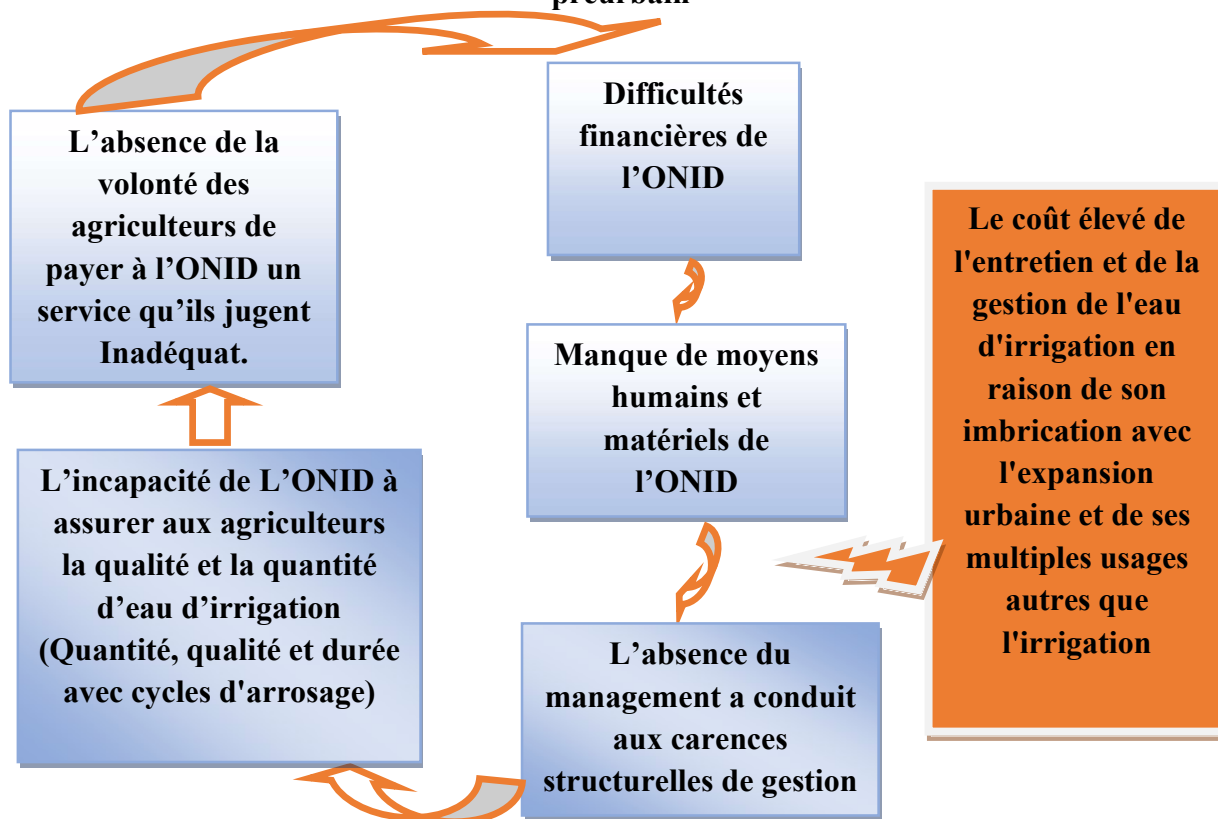 Difficultés
financières de
l’ONID
L’absence de la
volonté des
agriculteurs de
payer à l’ONID un
service qu’ils jugent
Inadéquat.
Le coût élevé de
l'entretien et de la
gestion de l'eau
d'irrigation en
raison de son
imbrication avec
l'expansion
urbaine et de ses
multiples usages
autres que
l'irrigation
Manque de moyens
humains et
matériels de
l’ONID
L’incapacité de L’ONID à
assurer aux agriculteurs
la qualité et la quantité
d’eau d’irrigation
(Quantité, qualité et durée
avec cycles d'arrosage)
L’absence du
management a conduit
aux carences
structurelles de gestion